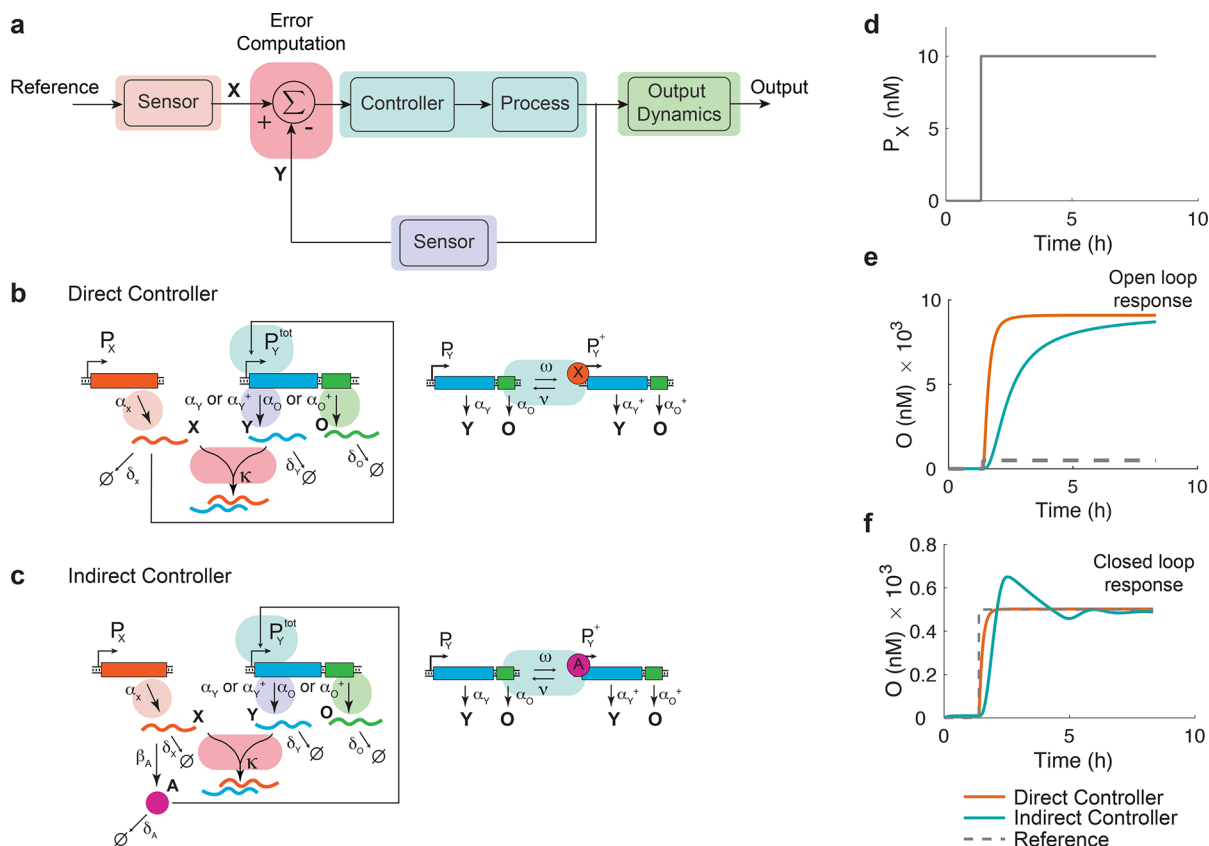 a
Error
Computation
Reference
Sensor
X
Σ
+
-
Y
Controller
Process
Output
Dynamics
Output
Sensor
b
Direct Controller
P_X
P_Y^tot
α_X
α_Y or α_Y^+
α_O or α_O^+
X
Y
O
∅ δ_X
κ
δ_Y ∅
δ_O ∅
P_Y
ω
ν
X
P_Y^+
α_Y
α_O
α_Y^+
α_O^+
Y
O
Y
O
c
Indirect Controller
P_X
P_Y^tot
α_X
α_Y or α_Y^+
α_O or α_O^+
X
Y
O
β_A
δ_X ∅
κ
δ_Y ∅
δ_O ∅
A
∅ δ_A
P_Y
ω
ν
A
P_Y^+
α_Y
α_O
α_Y^+
α_O^+
Y
O
Y
O
d
P_X (nM)
10
5
0
0 5 10
Time (h)
e
Open loop
response
O (nM) × 10^3
10
5
0
0 5 10
Time (h)
f
Closed loop
response
O (nM) × 10^3
0.8
0.6
0.4
0.2
0
0 5 10
Time (h)
Direct Controller
Indirect Controller
Reference